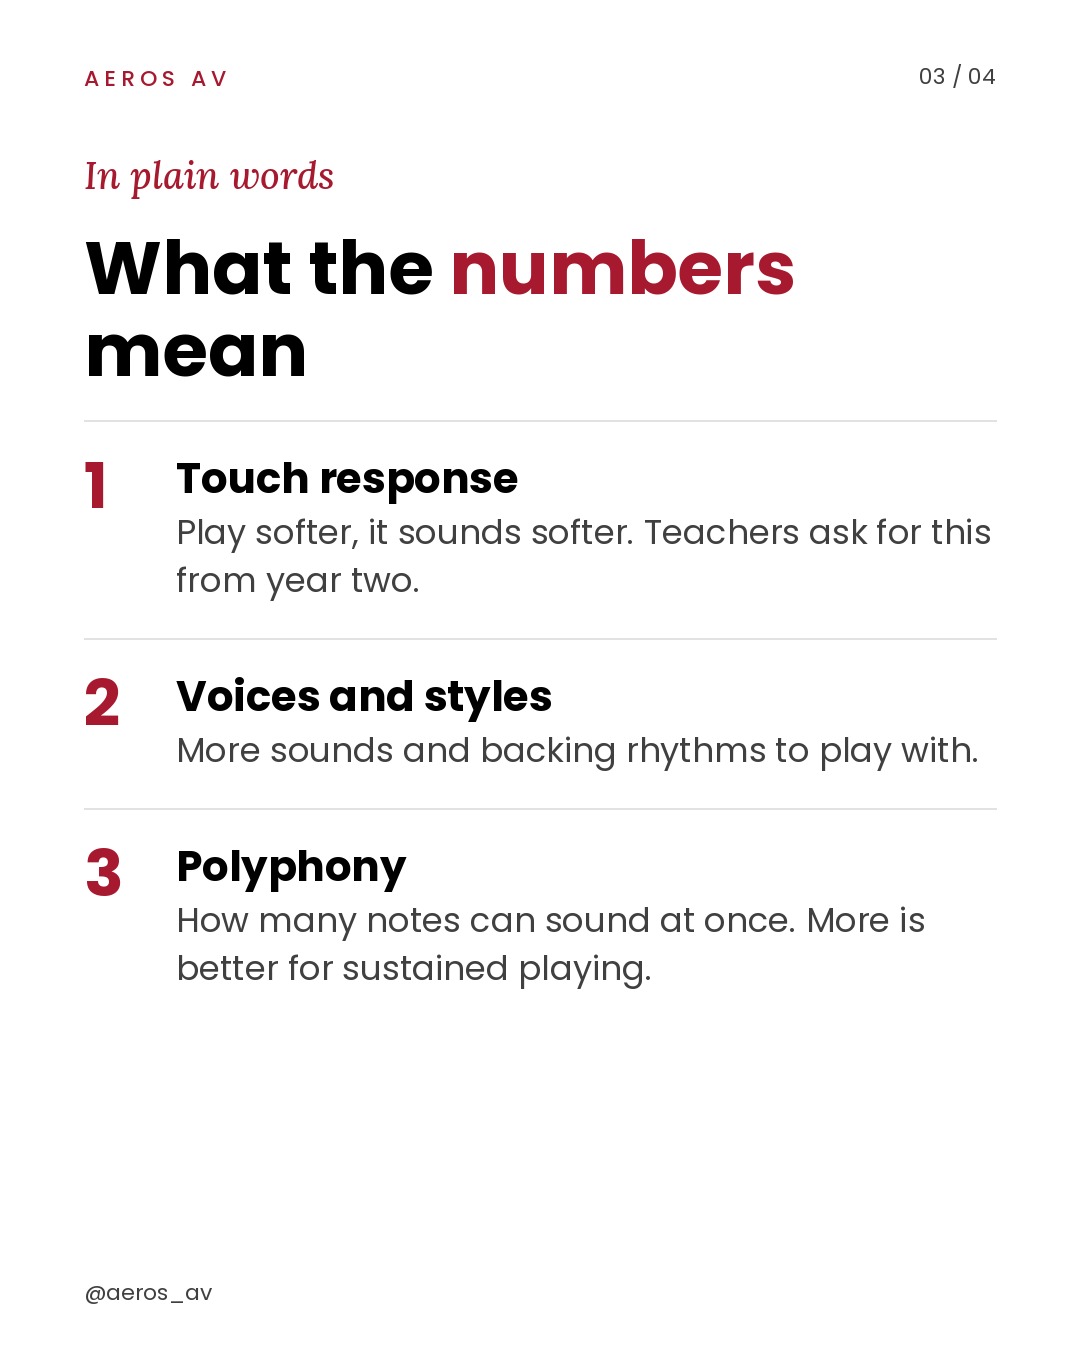 AEROS AV
03 / 04
In plain words
What the numbers
mean
1
Touch response
Play softer, it sounds softer. Teachers ask for this
from year two.
2
Voices and styles
More sounds and backing rhythms to play with.
3
Polyphony
How many notes can sound at once. More is
better for sustained playing.
@aeros_av